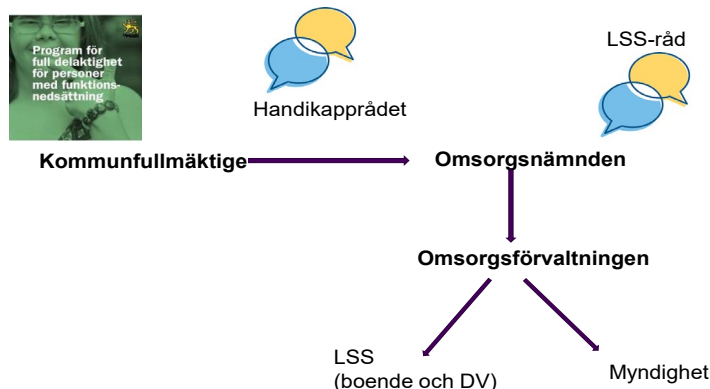 Program för
full delaktighet
för personer
med funktions-
nedsättning
Handikapprådet
LSS-råd
Kommunfullmäktige
Omsorgsnämnden
Omsorgsförvaltningen
LSS
(boende och DV)
Myndighet